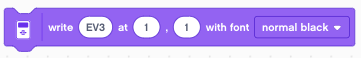 write EV3 at 1 , 1 with font normal black